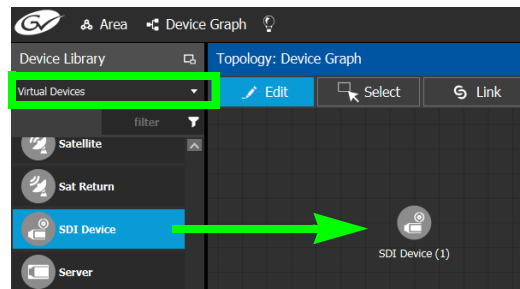 GV Area Device Graph
Device Library
Topology: Device Graph
Virtual Devices
Edit Select Link
filter
Satellite
Sat Return
SDI Device
SDI Device (1)
Server